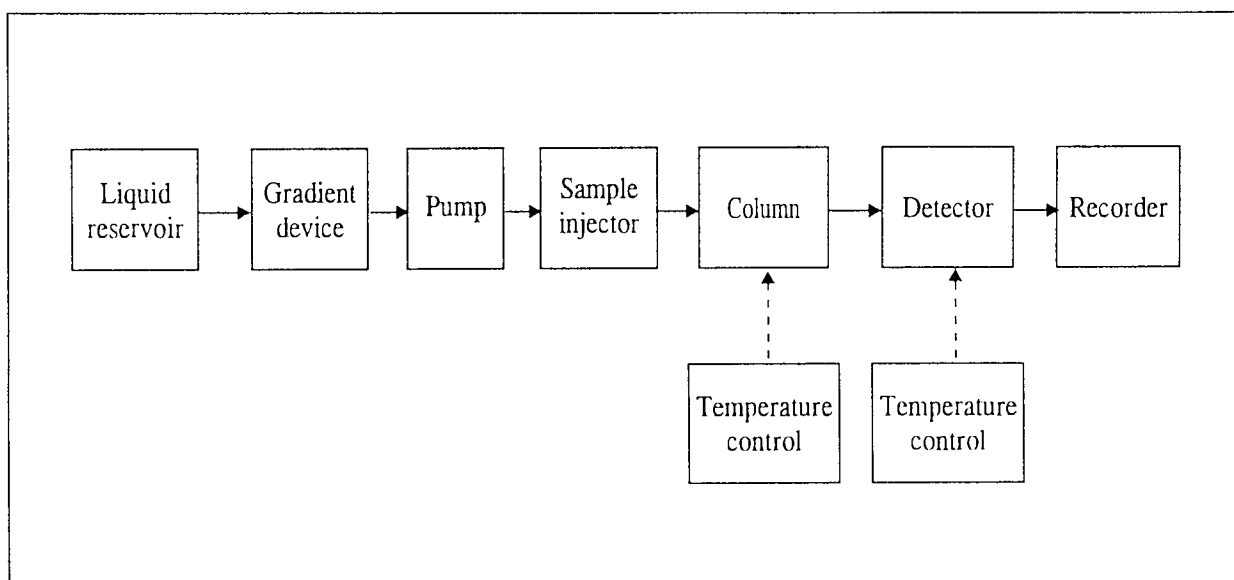 Liquid
reservoir
Gradient
device
Pump
Sample
injector
Column
Detector
Recorder
Temperature
control
Temperature
control